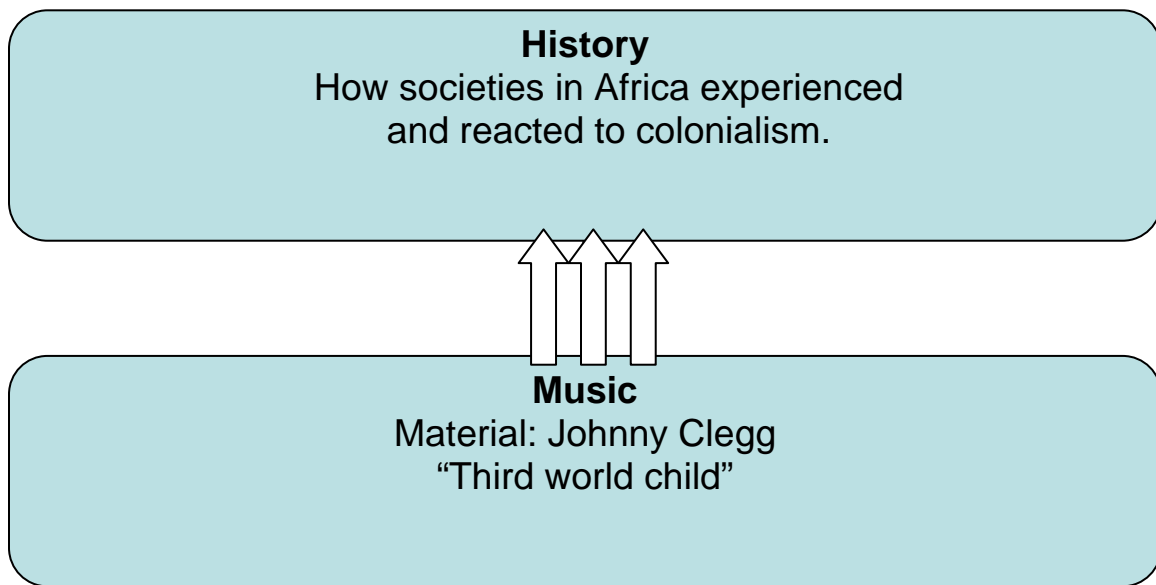 History
How societies in Africa experienced
and reacted to colonialism.
Music
Material: Johnny Clegg
“Third world child”